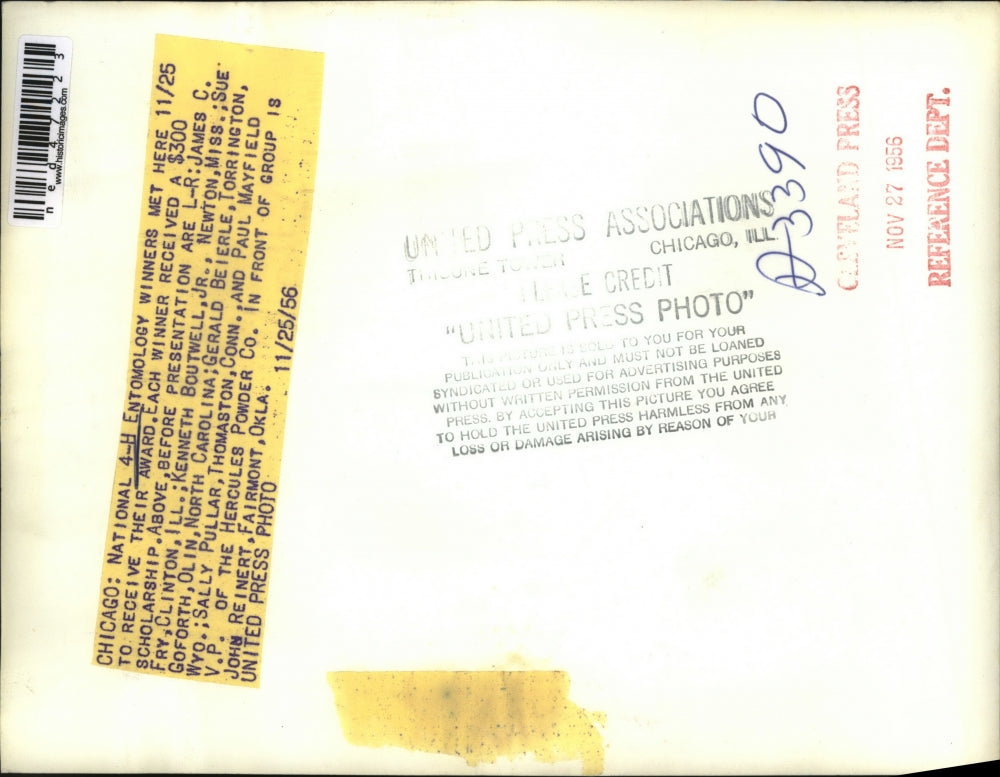 CHICAGO: NATIONAL 4-H ENTOMOLOGY WINNERS MET HERE 11/25
TO RECEIVE THEIR AWARD. EACH WINNER RECEIVED A $300
SCHOLARSHIP. ABOVE, BEFORE PRESENTATION ARE L-R: JAMES C.
FRY, CLINTON, ILL.; KENNETH BOUTWELL, JR., NEWTON, MISS.; SUE
GOFORTH, OLIN, NORTH CAROLINA; GERALD BEIERLE, TORRINGTON,
WYO.; SALLY PULLAR, THOMASTON, CONN., AND PAUL MAYFIELD
V.P. OF THE HERCULES POWDER CO. IN FRONT OF GROUP IS
JOHN REINERT, FAIRMONT, OKLA.
UNITED PRESS PHOTO 11/25/56
ned47223
www.historicimages.com
UNITED PRESS ASSOCIATIONS
TRIBUNE TOWER CHICAGO, ILL.
PLEASE CREDIT
"UNITED PRESS PHOTO"
THIS PICTURE IS SOLD TO YOU FOR YOUR
PUBLICATION ONLY AND MUST NOT BE LOANED
SYNDICATED OR USED FOR ADVERTISING PURPOSES
WITHOUT WRITTEN PERMISSION FROM THE UNITED
PRESS. BY ACCEPTING THIS PICTURE YOU AGREE
TO HOLD THE UNITED PRESS HARMLESS FROM ANY
LOSS OR DAMAGE ARISING BY REASON OF YOUR
A-3390
CLEVELAND PRESS
NOV 27 1956
REFERENCE DEPT.